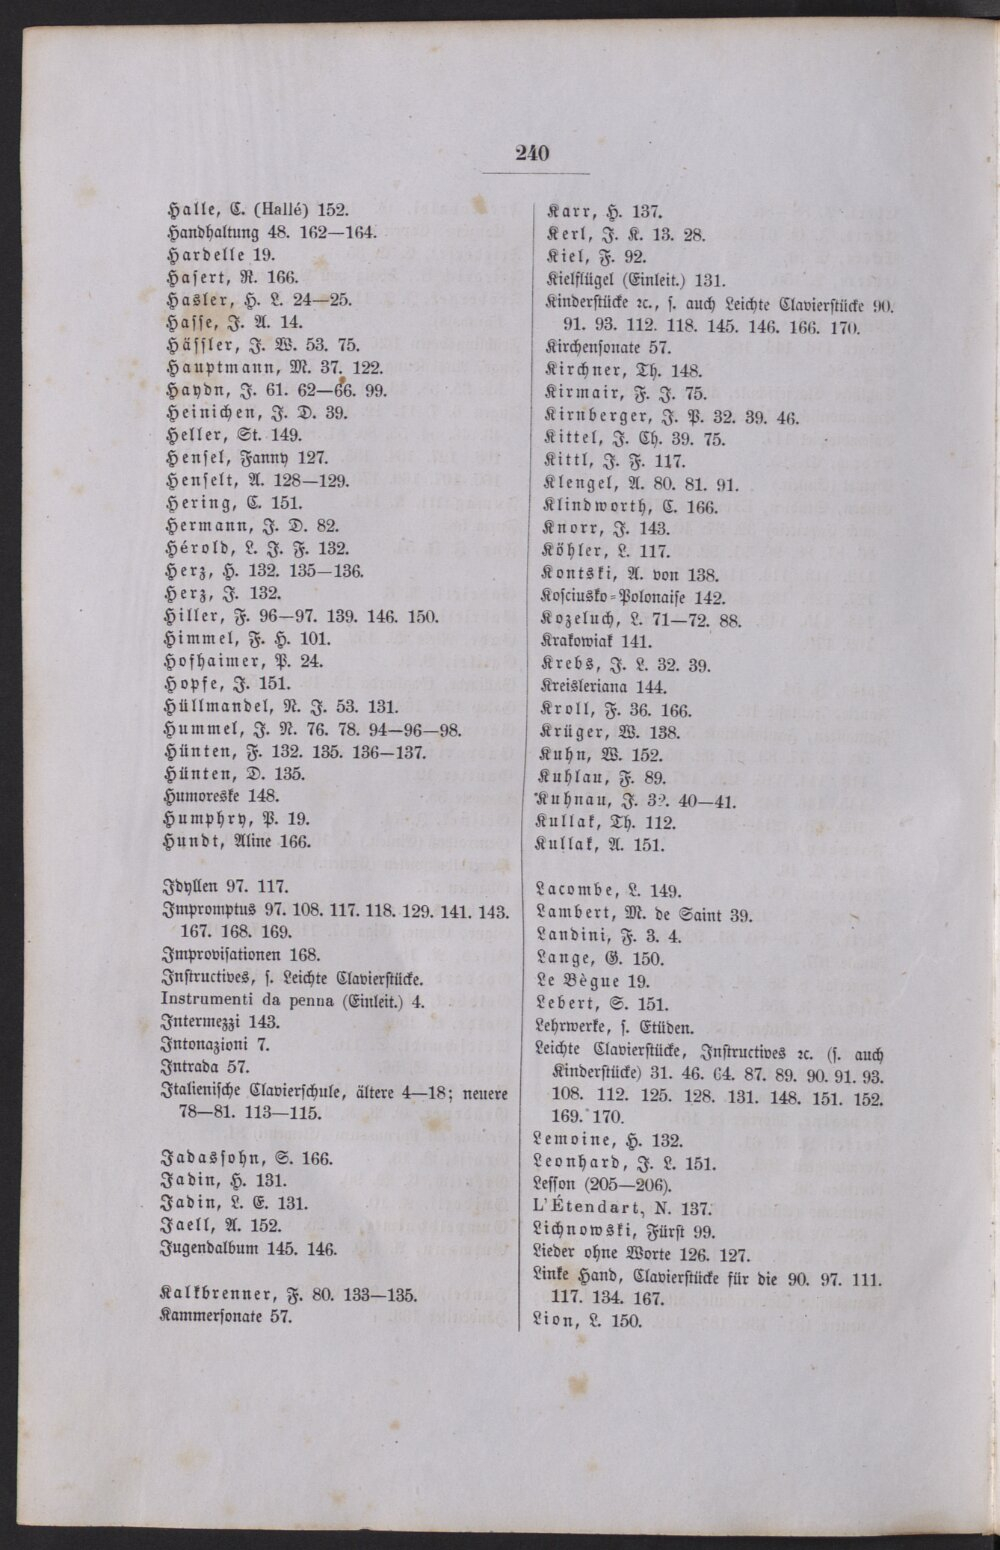 240
Halle, C. (Hallé) 152.
Handhaltung 48. 162—164.
Hardelle 19.
Hasert, R. 166.
Hasler, H. L. 24—25.
Hasse, J. A. 14.
Hässler, J. W. 53. 75.
Hauptmann, M. 37. 122.
Haydn, J. 61. 62—66. 99.
Heinichen, J. D. 39.
Heller, St. 149.
Hensel, Fanny 127.
Henselt, A. 128—129.
Hering, C. 151.
Hermann, J. D. 82.
Hérold, L. J. F. 132.
Herz, H. 132. 135—136.
Herz, J. 132.
Hiller, F. 96—97. 139. 146. 150.
Himmel, F. H. 101.
Hofhaimer, P. 24.
Hopfe, J. 151.
Hüllmandel, N. J. 53. 131.
Hummel, J. N. 76. 78. 94—96—98.
Hünten, F. 132. 135. 136—137.
Hünten, D. 135.
Humoreske 148.
Humphry, P. 19.
Hundt, Aline 166.
Idyllen 97. 117.
Impromptus 97. 108. 117. 118. 129. 141. 143.
167. 168. 169.
Improvisationen 168.
Instructives, s. Leichte Clavierstücke.
Instrumenti da penna (Einleit.) 4.
Intermezzi 143.
Intonazioni 7.
Intrada 57.
Italienische Clavierschule, ältere 4—18; neuere
78—81. 113—115.
Jadassohn, S. 166.
Jadin, H. 131.
Jadin, L. E. 131.
Jaell, A. 152.
Jugendalbum 145. 146.
Kalkbrenner, F. 80. 133—135.
Kammersonate 57.
Karr, H. 137.
Kerl, J. K. 13. 28.
Kiel, F. 92.
Kielflügel (Einleit.) 131.
Kinderstücke ꝛc., s. auch Leichte Clavierstücke 90.
91. 93. 112. 118. 145. 146. 166. 170.
Kirchensonate 57.
Kirchner, Th. 148.
Kirmair, F. J. 75.
Kirnberger, J. P. 32. 39. 46.
Kittel, J. Ch. 39. 75.
Kittl, J. F. 117.
Klengel, A. 80. 81. 91.
Klindworth, C. 166.
Knorr, J. 143.
Köhler, L. 117.
Kontski, A. von 138.
Kosciusko-Polonaise 142.
Kozeluch, L. 71—72. 88.
Krakowiak 141.
Krebs, J. L. 32. 39.
Kreisleriana 144.
Kroll, F. 36. 166.
Krüger, W. 138.
Kuhn, W. 152.
Kuhlau, F. 89.
Kuhnau, J. 32. 40—41.
Kullak, Th. 112.
Kullak, A. 151.
Lacombe, L. 149.
Lambert, M. de Saint 39.
Landini, F. 3. 4.
Lange, G. 150.
Le Bègue 19.
Lebert, S. 151.
Lehrwerke, s. Etüden.
Leichte Clavierstücke, Instructives ꝛc. (s. auch
Kinderstücke) 31. 46. 64. 87. 89. 90. 91. 93.
108. 112. 125. 128. 131. 148. 151. 152.
169. 170.
Lemoine, H. 132.
Leonhard, J. L. 151.
Lesson (205—206).
L'Étendart, N. 137.
Lichnowski, Fürst 99.
Lieder ohne Worte 126. 127.
Linke Hand, Clavierstücke für die 90. 97. 111.
117. 134. 167.
Lion, L. 150.